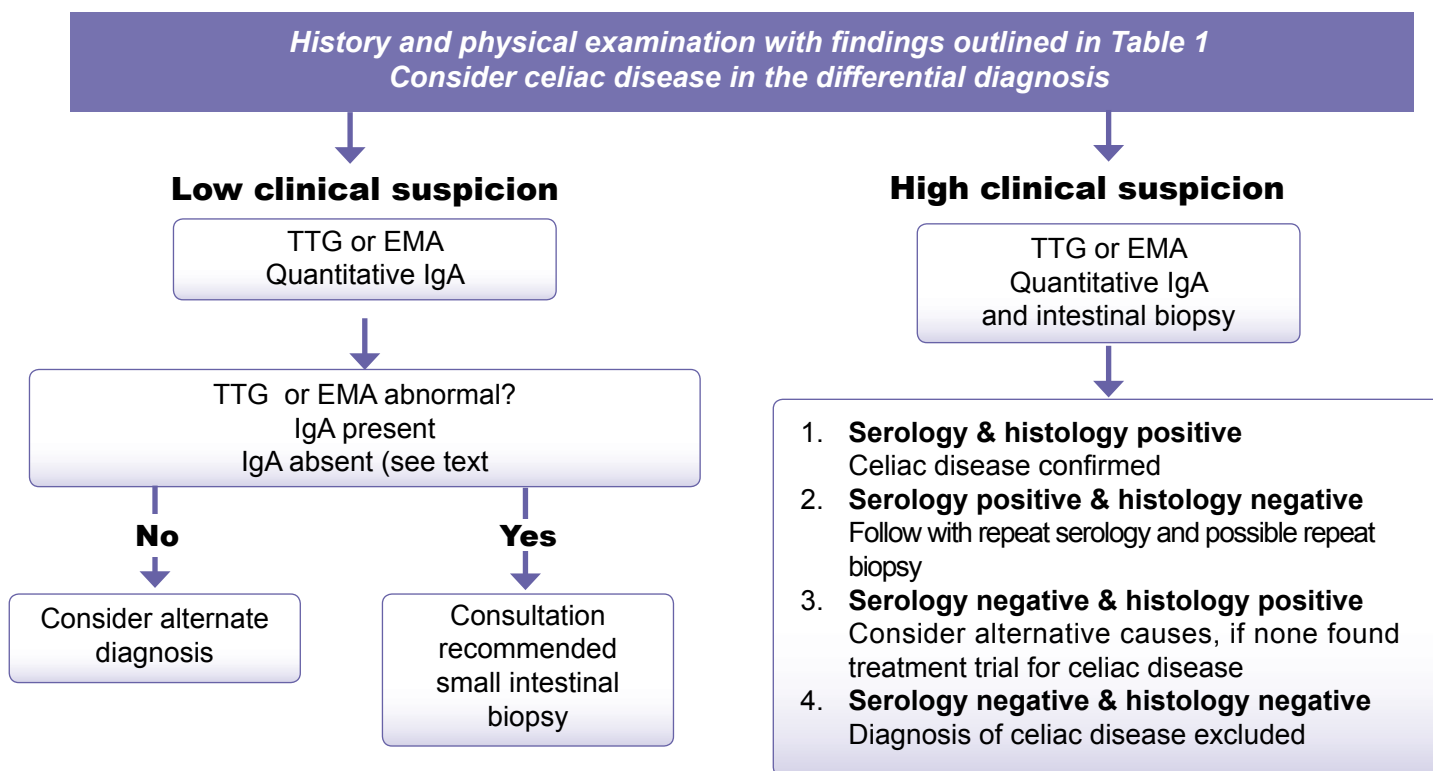 History and physical examination with findings outlined in Table 1
Consider celiac disease in the differential diagnosis
Low clinical suspicion
TTG or EMA
Quantitative IgA
TTG or EMA abnormal?
IgA present
IgA absent (see text
No
Consider alternate
diagnosis
Yes
Consultation
recommended
small intestinal
biopsy
High clinical suspicion
TTG or EMA
Quantitative IgA
and intestinal biopsy
1. Serology & histology positive
Celiac disease confirmed
2. Serology positive & histology negative
Follow with repeat serology and possible repeat
biopsy
3. Serology negative & histology positive
Consider alternative causes, if none found
treatment trial for celiac disease
4. Serology negative & histology negative
Diagnosis of celiac disease excluded